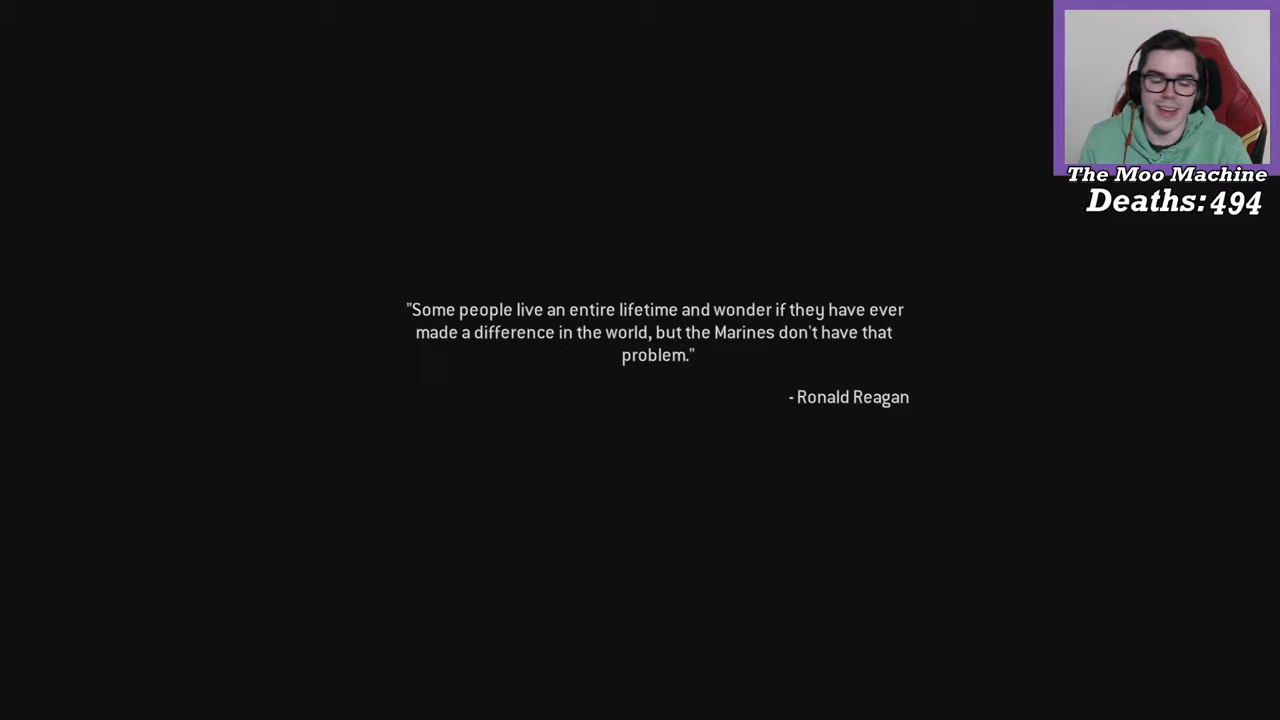 The Moo Machine
Deaths:494
"Some people live an entire lifetime and wonder if they have ever
made a difference in the world, but the Marines don't have that
problem."
- Ronald Reagan